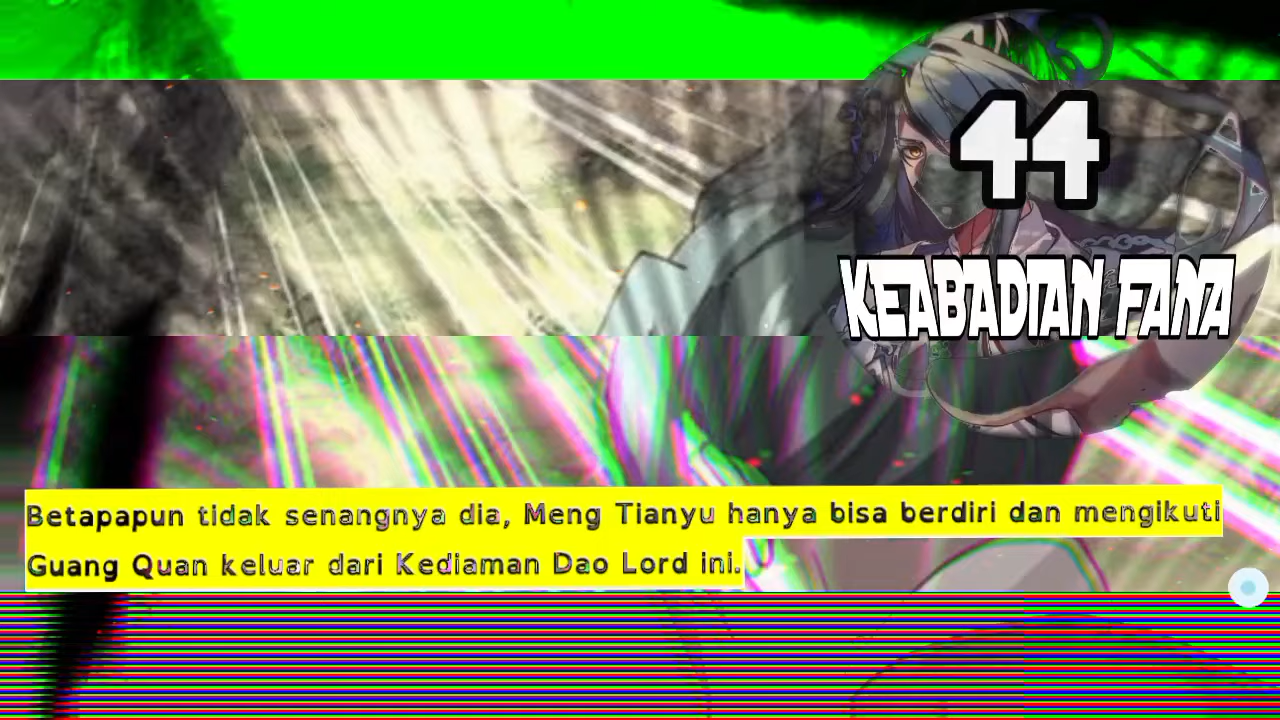 44
KEABADIAN FANA
Betapapun tidak senangnya dia, Meng Tianyu hanya bisa berdiri dan mengikuti
Guang Quan keluar dari Kediaman Dao Lord ini.